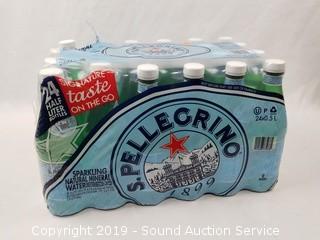 SIGNATURE
taste
ON THE GO
24
HALF
LITER
BOTTLES
S.PELLEGRINO
1899
SPARKLING
NATURAL MINERAL
WATER
U P
24x0.5 L
Copyright 2019 - Sound Auction Service